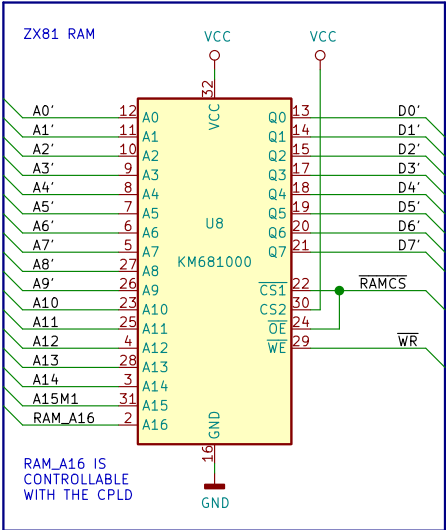 ZX81 RAM
VCC VCC
32
A0' 12 A0 VCC Q0 13 D0'
A1' 11 A1 Q1 14 D1'
A2' 10 A2 Q2 15 D2'
A3' 9 A3 Q3 17 D3'
A4' 8 A4 Q4 18 D4'
A5' 7 A5 Q5 19 D5'
U8
A6' 6 A6 Q6 20 D6'
A7' 5 A7 Q7 21 D7'
KM681000
A8' 27 A8
A9' 26 A9 CS1 22 RAMCS
A10 23 A10 CS2 30
A11 25 A11 OE 24
A12 4 A12 WE 29 WR
A13 28 A13
A14 3 A14
A15M1 31 A15
RAM_A16 2 A16 GND
16
RAM_A16 IS
CONTROLLABLE
WITH THE CPLD
GND